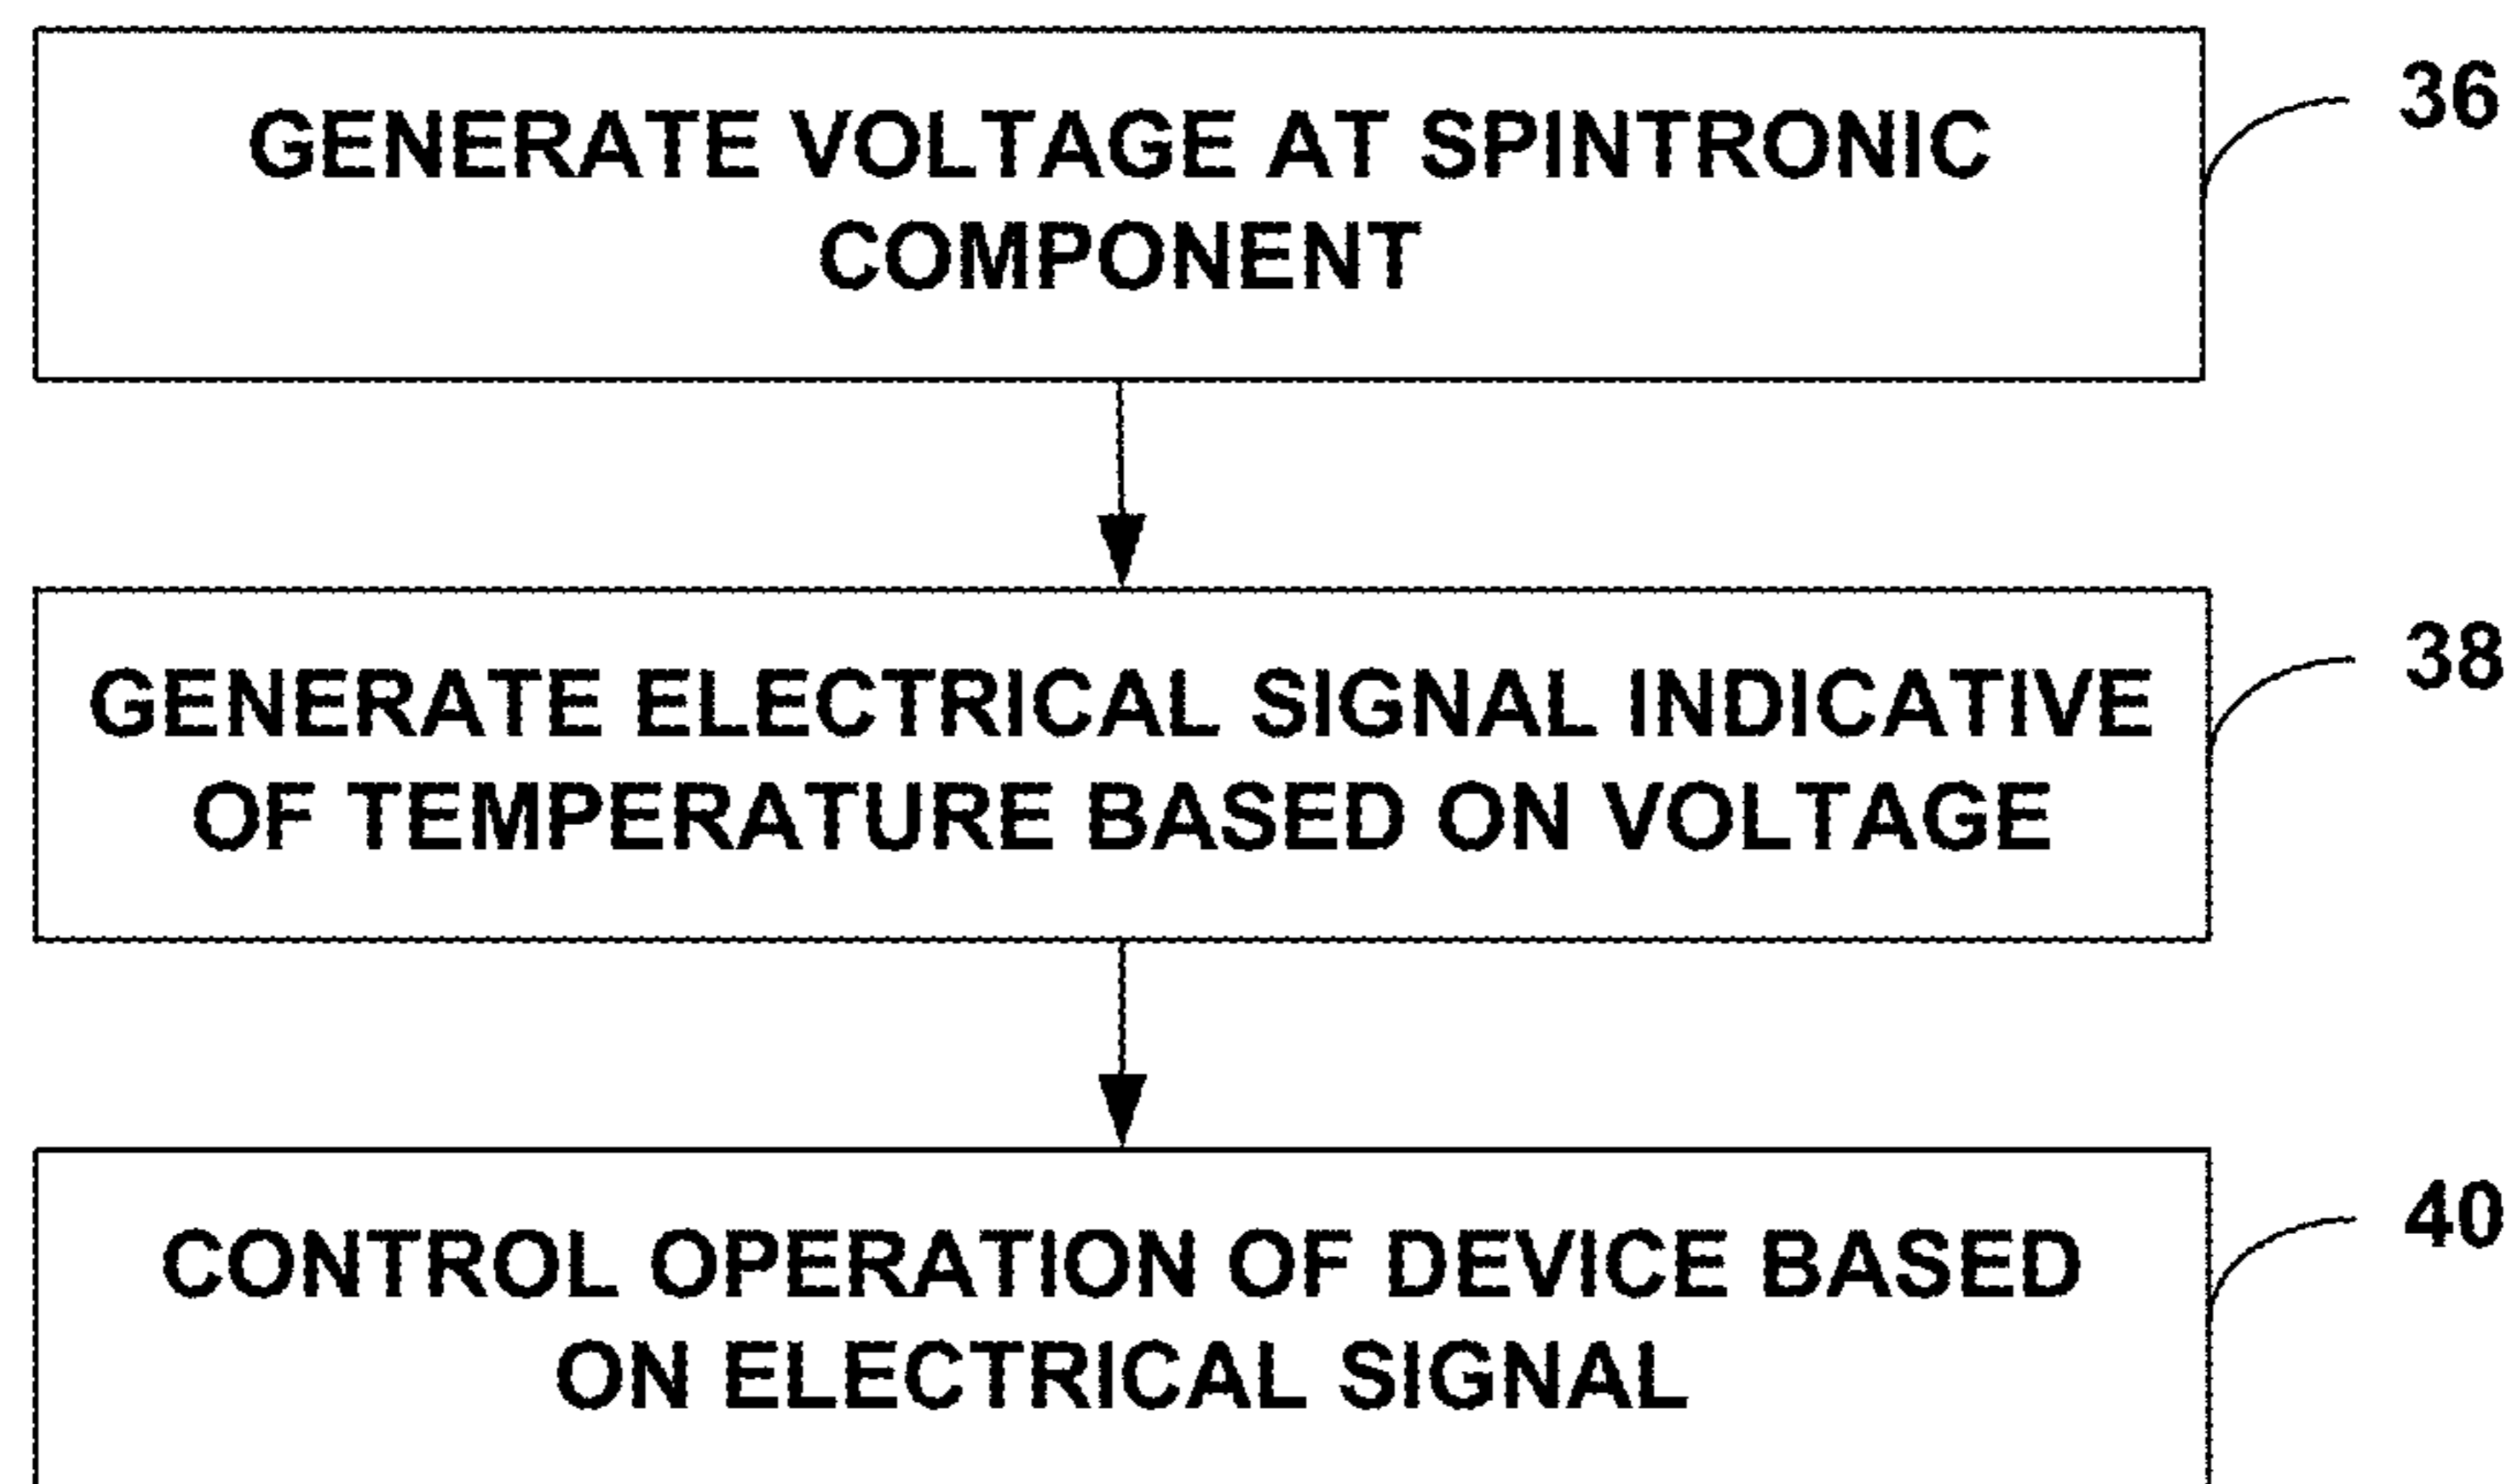 GENERATE VOLTAGE AT SPINTRONIC
COMPONENT
36
GENERATE ELECTRICAL SIGNAL INDICATIVE
OF TEMPERATURE BASED ON VOLTAGE
38
CONTROL OPERATION OF DEVICE BASED
ON ELECTRICAL SIGNAL
40